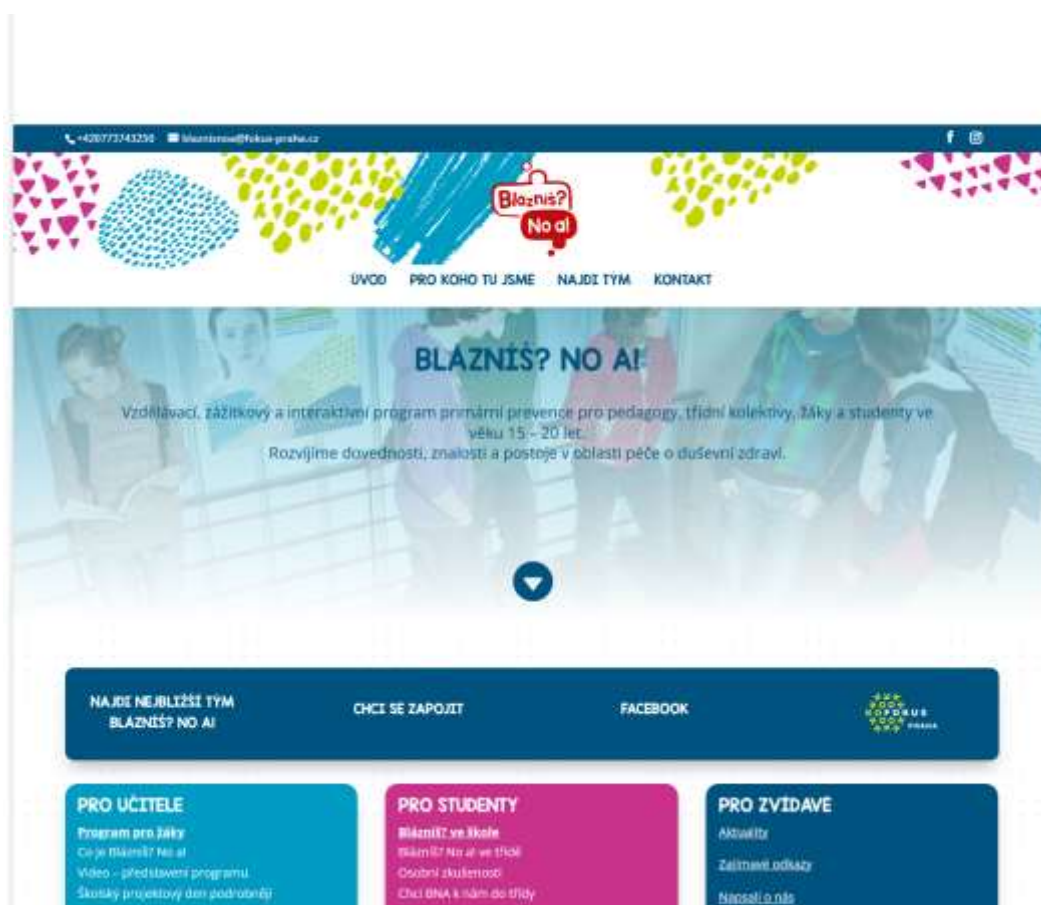 +420773743250 blaznisnoa@fokus-praha.cz
Blázníš?
No a!
ÚVOD PRO KOHO TU JSME NAJDI TÝM KONTAKT
BLÁZNÍŠ? NO A!
Vzdělávací, zážitkový a interaktivní program primární prevence pro pedagogy, třídní kolektivy, žáky a studenty ve
věku 15 – 20 let.
Rozvíjíme dovednosti, znalosti a postoje v oblasti péče o duševní zdraví.
NAJDI NEJBLIŽŠÍ TÝM
BLÁZNÍŠ? NO A!
CHCI SE ZAPOJIT
FACEBOOK
FOKUS
PRAHA
PRO UČITELE
Program pro žáky
Co je Blázníš? No a!
Video – představení programu
Školský projektový den podrobněji
PRO STUDENTY
Blázníš? ve škole
Blázníš? No a! ve třídě
Osobní zkušenosti
Chci BNA k nám do třídy
PRO ZVÍDAVÉ
Aktuality
Zajímavé odkazy
Napsali o nás